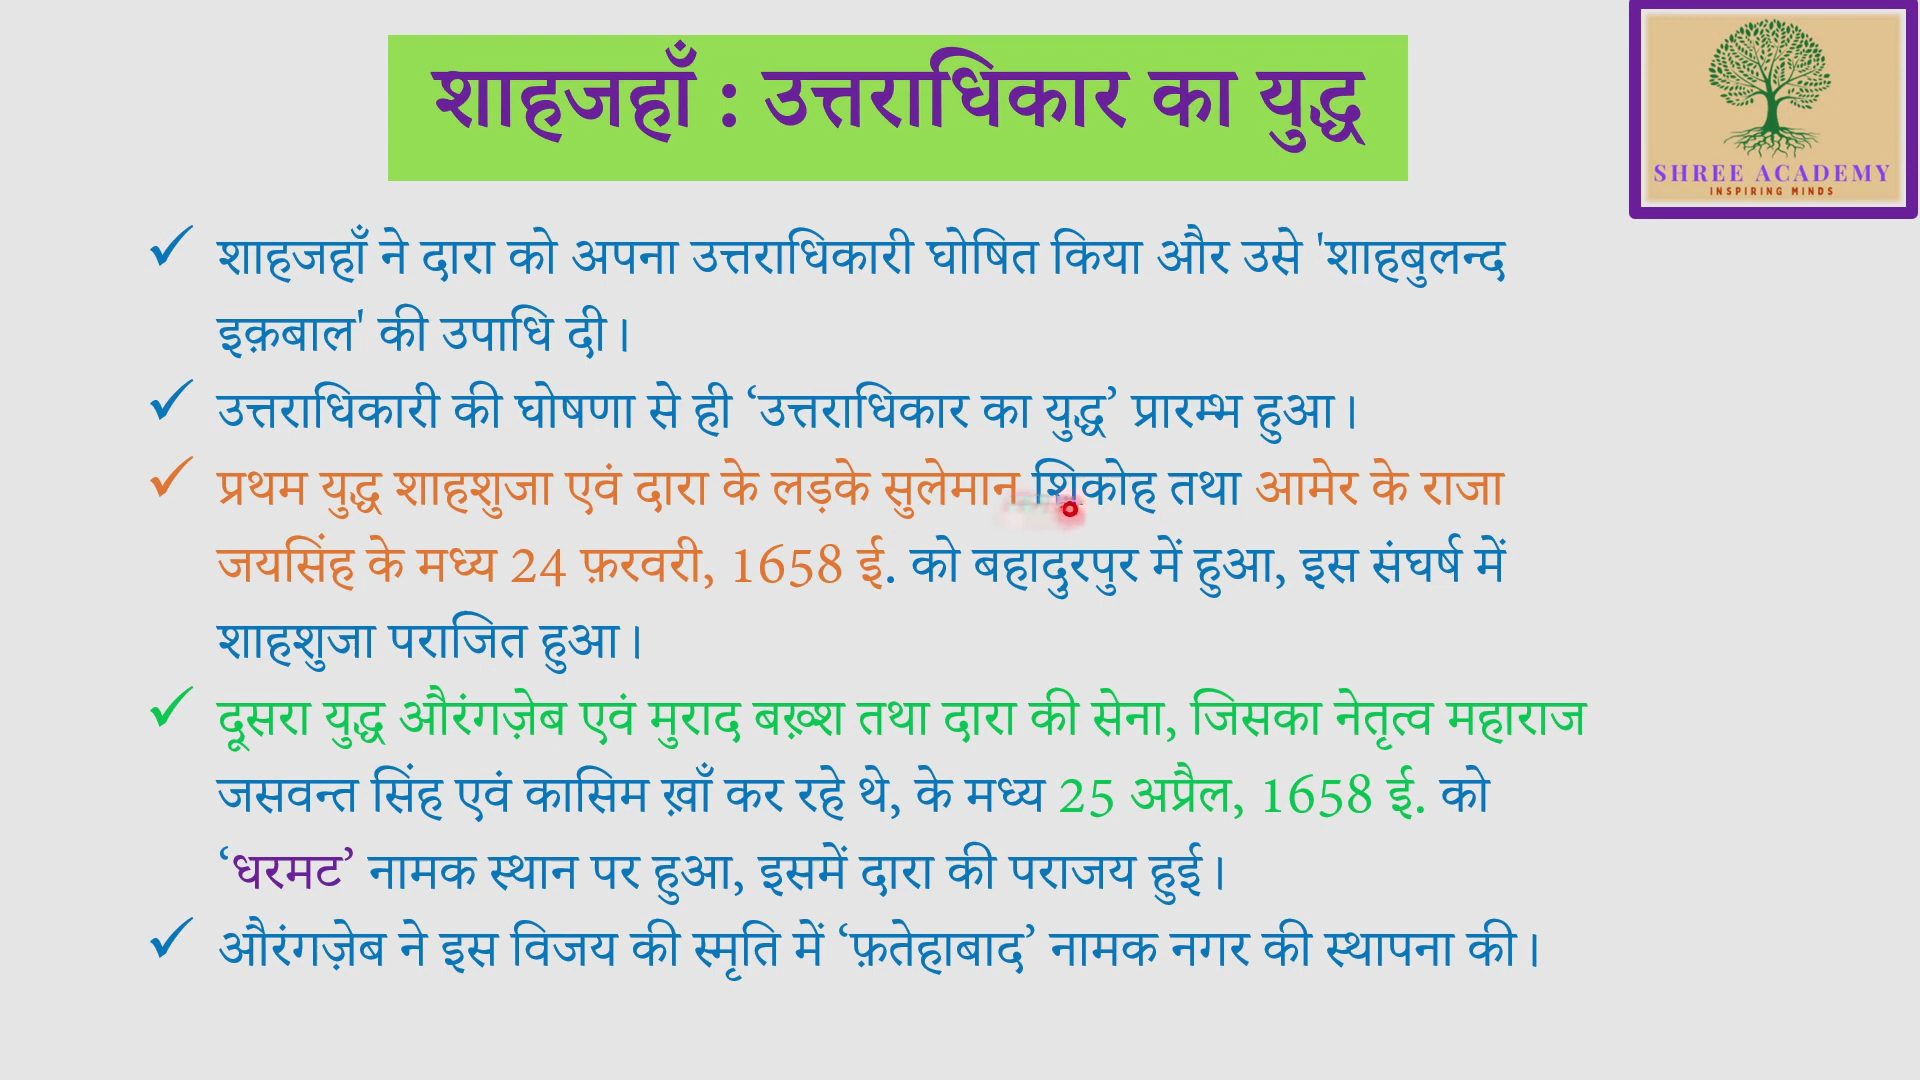 शाहजहाँ : उत्तराधिकार का युद्ध
SHREE ACADEMY
INSPIRING MINDS
शाहजहाँ ने दारा को अपना उत्तराधिकारी घोषित किया और उसे 'शाहबुलन्द
इक़बाल' की उपाधि दी।
उत्तराधिकारी की घोषणा से ही ‘उत्तराधिकार का युद्ध’ प्रारम्भ हुआ।
प्रथम युद्ध शाहशुजा एवं दारा के लड़के सुलेमान शिकोह तथा आमेर के राजा
जयसिंह के मध्य 24 फ़रवरी, 1658 ई. को बहादुरपुर में हुआ, इस संघर्ष में
शाहशुजा पराजित हुआ।
दूसरा युद्ध औरंगज़ेब एवं मुराद बख़्श तथा दारा की सेना, जिसका नेतृत्व महाराज
जसवन्त सिंह एवं कासिम ख़ाँ कर रहे थे, के मध्य 25 अप्रैल, 1658 ई. को
‘धरमट’ नामक स्थान पर हुआ, इसमें दारा की पराजय हुई।
औरंगज़ेब ने इस विजय की स्मृति में ‘फ़तेहाबाद’ नामक नगर की स्थापना की।